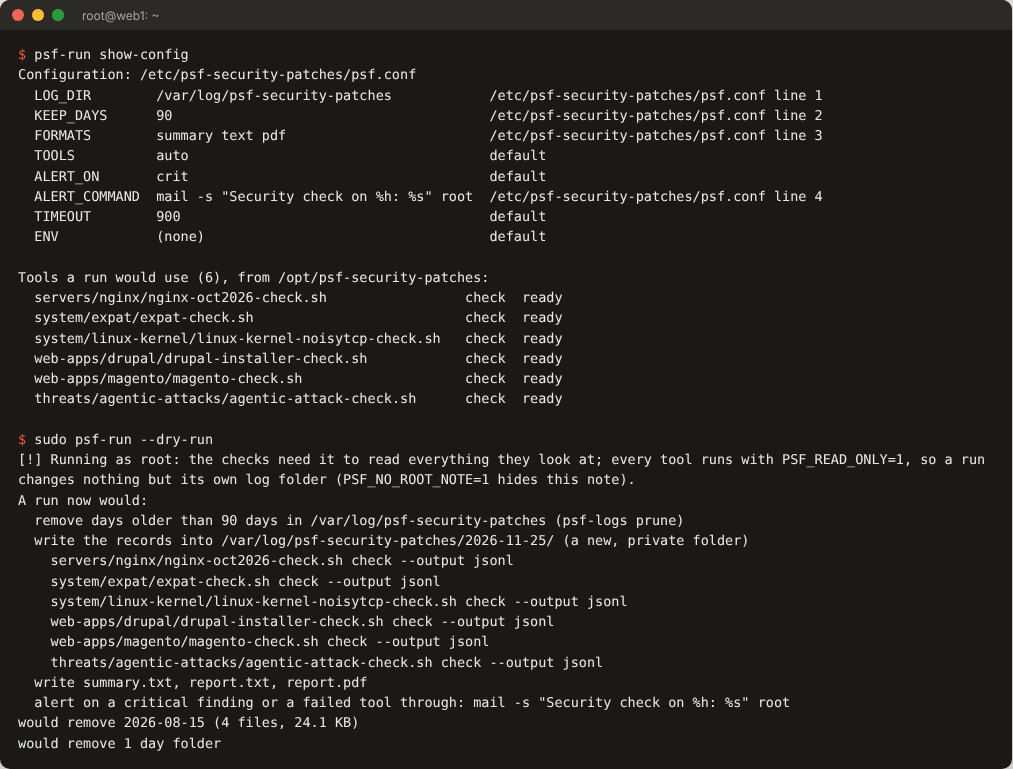 root@web1: ~
$ psf-run show-config
Configuration: /etc/psf-security-patches/psf.conf
  LOG_DIR        /var/log/psf-security-patches            /etc/psf-security-patches/psf.conf line 1
  KEEP_DAYS      90                                       /etc/psf-security-patches/psf.conf line 2
  FORMATS        summary text pdf                         /etc/psf-security-patches/psf.conf line 3
  TOOLS          auto                                     default
  ALERT_ON       crit                                     default
  ALERT_COMMAND  mail -s "Security check on %h: %s" root  /etc/psf-security-patches/psf.conf line 4
  TIMEOUT        900                                      default
  ENV            (none)                                   default

Tools a run would use (6), from /opt/psf-security-patches:
  servers/nginx/nginx-oct2026-check.sh                 check  ready
  system/expat/expat-check.sh                          check  ready
  system/linux-kernel/linux-kernel-noisytcp-check.sh   check  ready
  web-apps/drupal/drupal-installer-check.sh            check  ready
  web-apps/magento/magento-check.sh                    check  ready
  threats/agentic-attacks/agentic-attack-check.sh      check  ready

$ sudo psf-run --dry-run
[!] Running as root: the checks need it to read everything they look at; every tool runs with PSF_READ_ONLY=1, so a run
changes nothing but its own log folder (PSF_NO_ROOT_NOTE=1 hides this note).
A run now would:
  remove days older than 90 days in /var/log/psf-security-patches (psf-logs prune)
  write the records into /var/log/psf-security-patches/2026-11-25/ (a new, private folder)
    servers/nginx/nginx-oct2026-check.sh check --output jsonl
    system/expat/expat-check.sh check --output jsonl
    system/linux-kernel/linux-kernel-noisytcp-check.sh check --output jsonl
    web-apps/drupal/drupal-installer-check.sh check --output jsonl
    web-apps/magento/magento-check.sh check --output jsonl
    threats/agentic-attacks/agentic-attack-check.sh check --output jsonl
  write summary.txt, report.txt, report.pdf
  alert on a critical finding or a failed tool through: mail -s "Security check on %h: %s" root
would remove 2026-08-15 (4 files, 24.1 KB)
would remove 1 day folder